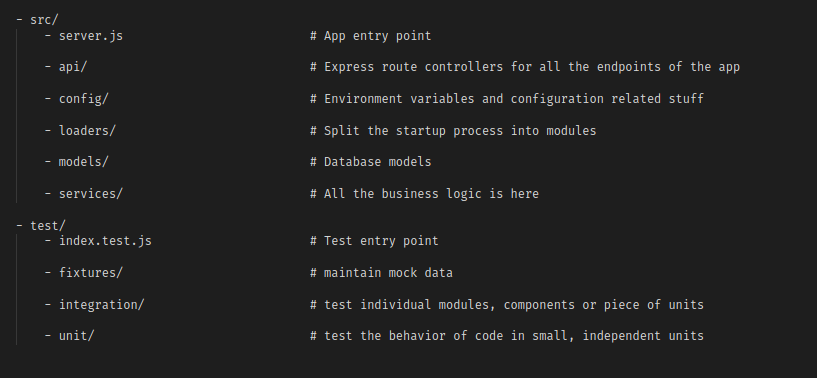 - src/
- server.js # App entry point
- api/ # Express route controllers for all the endpoints of the app
- config/ # Environment variables and configuration related stuff
- loaders/ # Split the startup process into modules
- models/ # Database models
- services/ # All the business logic is here
- test/
- index.test.js # Test entry point
- fixtures/ # maintain mock data
- integration/ # test individual modules, components or piece of units
- unit/ # test the behavior of code in small, independent units